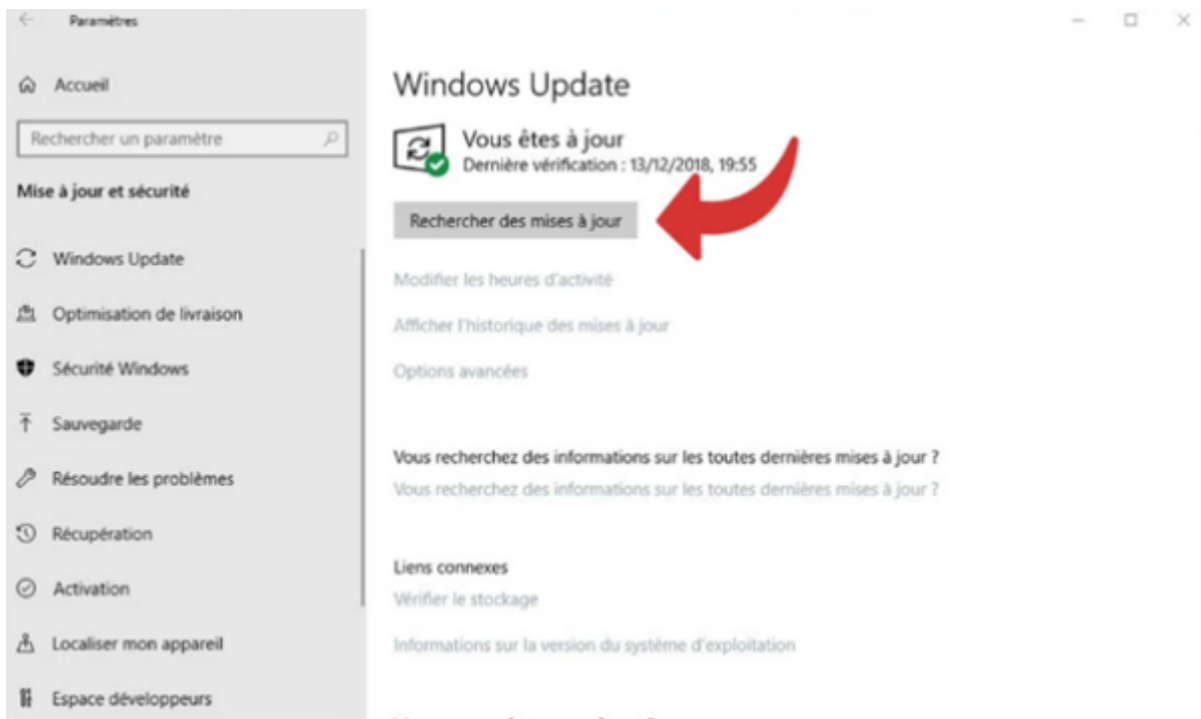 Paramètres
Accueil
Rechercher un paramètre
Mise à jour et sécurité
Windows Update
Optimisation de livraison
Sécurité Windows
Sauvegarde
Résoudre les problèmes
Récupération
Activation
Localiser mon appareil
Espace développeurs
Windows Update
Vous êtes à jour
Dernière vérification : 13/12/2018, 19:55
Rechercher des mises à jour
Modifier les heures d'activité
Afficher l'historique des mises à jour
Options avancées
Vous recherchez des informations sur les toutes dernières mises à jour ?
Vous recherchez des informations sur les toutes dernières mises à jour ?
Liens connexes
Vérifier le stockage
Informations sur la version du système d'exploitation